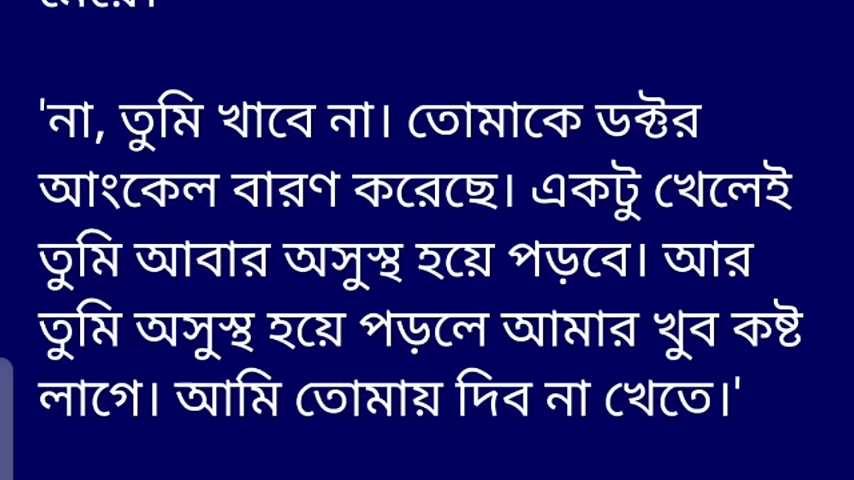 'না, তুমি খাবে না। তোমাকে ডক্টর
আংকেল বারণ করেছে। একটু খেলেই
তুমি আবার অসুস্থ হয়ে পড়বে। আর
তুমি অসুস্থ হয়ে পড়লে আমার খুব কষ্ট
লাগে। আমি তোমায় দিব না খেতে।'